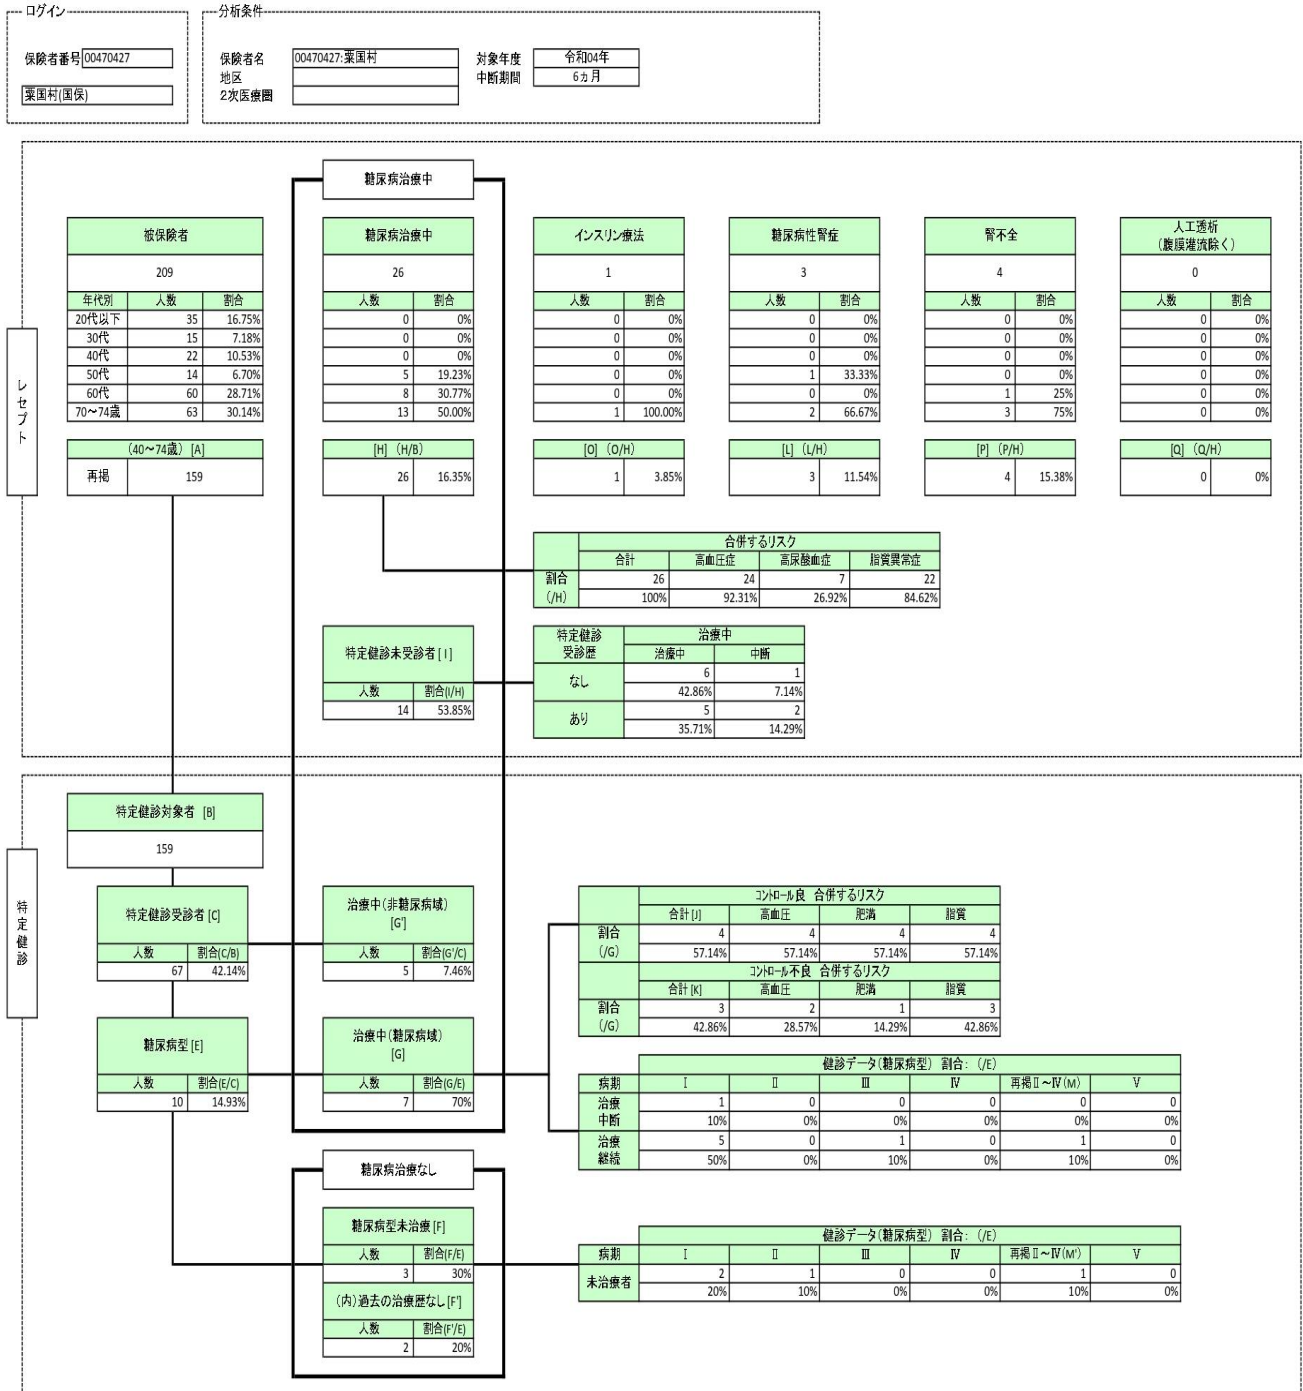 ログイン
保険者番号 00470427
粟国村(国保)
分析条件
保険者名 00470427:粟国村 対象年度 令和04年
地区 中断期間 6ヵ月
2次医療圏
レセプト
糖尿病治療中
被保険者 糖尿病治療中 インスリン療法 糖尿病性腎症 腎不全 人工透析
(腹膜灌流除く)
209 26 1 3 4 0
年代別 人数 割合 人数 割合 人数 割合 人数 割合 人数 割合 人数 割合
20代以下 35 16.75% 0 0% 0 0% 0 0% 0 0% 0 0%
30代 15 7.18% 0 0% 0 0% 0 0% 0 0% 0 0%
40代 22 10.53% 0 0% 0 0% 0 0% 0 0% 0 0%
50代 14 6.70% 5 19.23% 0 0% 1 33.33% 0 0% 0 0%
60代 60 28.71% 8 30.77% 0 0% 0 0% 1 25% 0 0%
70～74歳 63 30.14% 13 50.00% 1 100.00% 2 66.67% 3 75% 0 0%
(40～74歳) [A] [H] (H/B) [O] (O/H) [L] (L/H) [P] (P/H) [Q] (Q/H)
再掲 159 26 16.35% 1 3.85% 3 11.54% 4 15.38% 0 0%
合併するリスク
合計 高血圧症 高尿酸血症 脂質異常症
割合 26 24 7 22
(/H) 100% 92.31% 26.92% 84.62%
特定健診未受診者 [I]
人数 割合(I/H)
14 53.85%
特定健診 治療中
受診歴 治療中 中断
なし 6 1
42.86% 7.14%
あり 5 2
35.71% 14.29%
特定健診
特定健診対象者 [B]
159
特定健診受診者 [C]
人数 割合(C/B)
67 42.14%
治療中(非糖尿病域)
[G']
人数 割合(G'/C)
5 7.46%
コントロール良 合併するリスク
合計 [J] 高血圧 肥満 脂質
割合 4 4 4 4
(/G) 57.14% 57.14% 57.14% 57.14%
コントロール不良 合併するリスク
合計 [K] 高血圧 肥満 脂質
割合 3 2 1 3
(/G) 42.86% 28.57% 14.29% 42.86%
糖尿病型 [E]
人数 割合(E/C)
10 14.93%
治療中(糖尿病域)
[G]
人数 割合(G/E)
7 70%
健診データ(糖尿病型) 割合: (/E)
病期 Ⅰ Ⅱ Ⅲ Ⅳ 再掲Ⅱ～Ⅳ(M) Ⅴ
治療 1 0 0 0 0 0
中断 10% 0% 0% 0% 0% 0%
治療 5 0 1 0 1 0
継続 50% 0% 10% 0% 10% 0%
糖尿病治療なし
糖尿病型未治療 [F]
人数 割合(F/E)
3 30%
(内)過去の治療歴なし [F']
人数 割合(F'/E)
2 20%
健診データ(糖尿病型) 割合: (/E)
病期 Ⅰ Ⅱ Ⅲ Ⅳ 再掲Ⅱ～Ⅳ(M') Ⅴ
未治療者 2 1 0 0 1 0
20% 10% 0% 0% 10% 0%